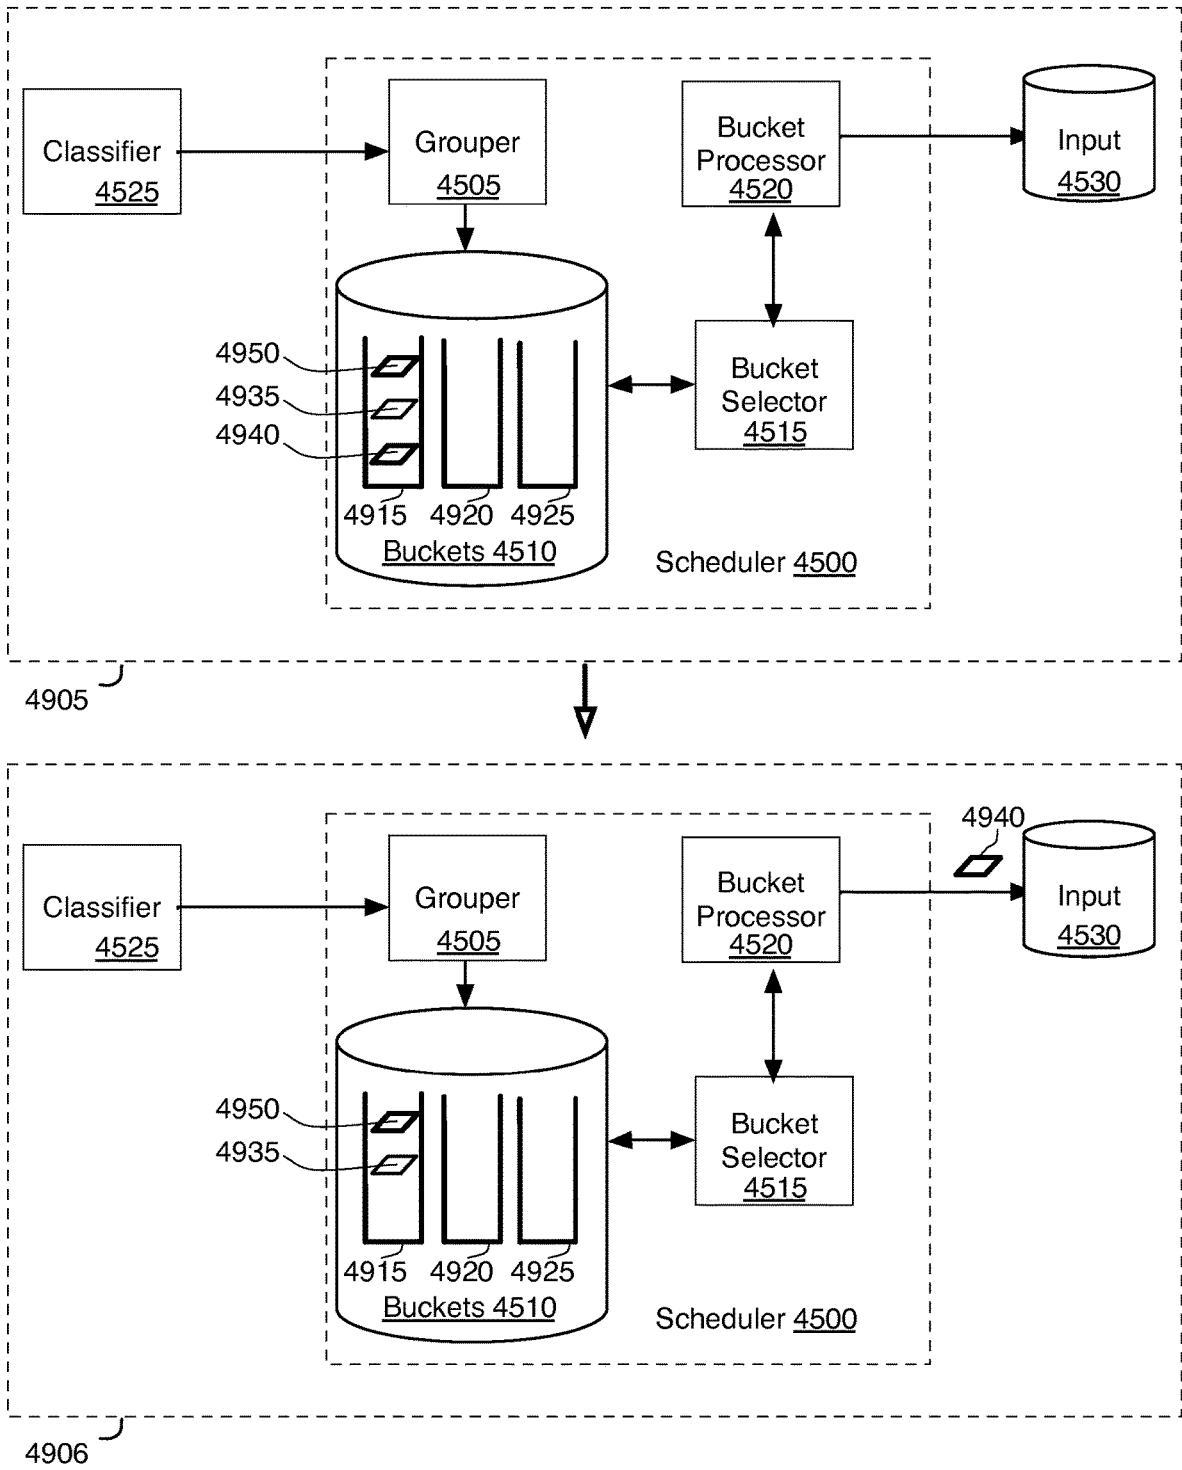 Classifier
4525
Grouper
4505
Bucket
Processor
4520
Input
4530
4950
4935
4940
Bucket
Selector
4515
4915 4920 4925
Buckets 4510
Scheduler 4500
4905
4940
Classifier
4525
Grouper
4505
Bucket
Processor
4520
Input
4530
4950
4935
Bucket
Selector
4515
4915 4920 4925
Buckets 4510
Scheduler 4500
4906